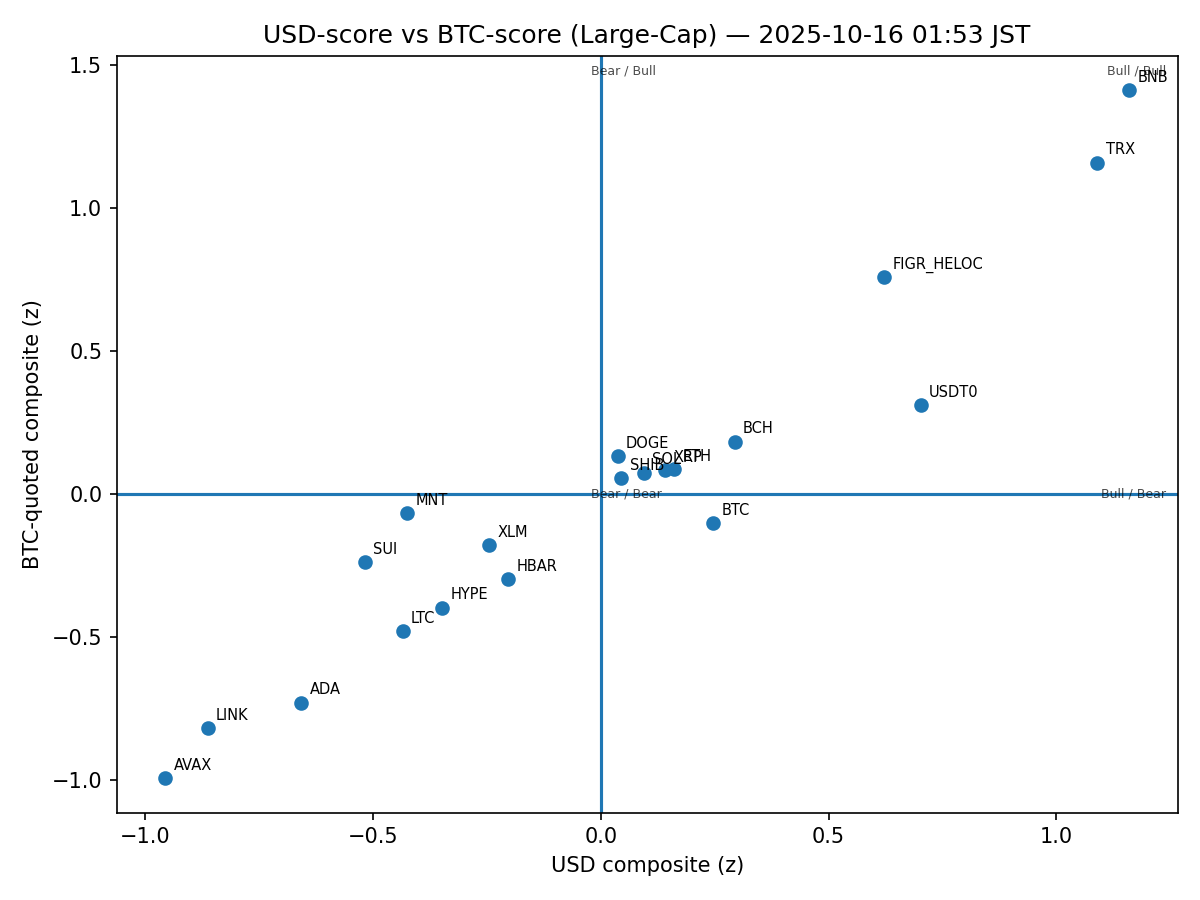 USD-score vs BTC-score (Large-Cap) — 2025-10-16 01:53 JST
Bear / Bull
Bull / Bull
BNB
TRX
FIGR_HELOC
USDT0
BCH
DOGE
SHIB
SOL
XRP
ETH
Bear / Bear
Bull / Bear
MNT
BTC
XLM
SUI
HBAR
HYPE
LTC
ADA
LINK
AVAX
1.5
1.0
0.5
0.0
−0.5
−1.0
BTC-quoted composite (z)
−1.0
−0.5
0.0
0.5
1.0
USD composite (z)